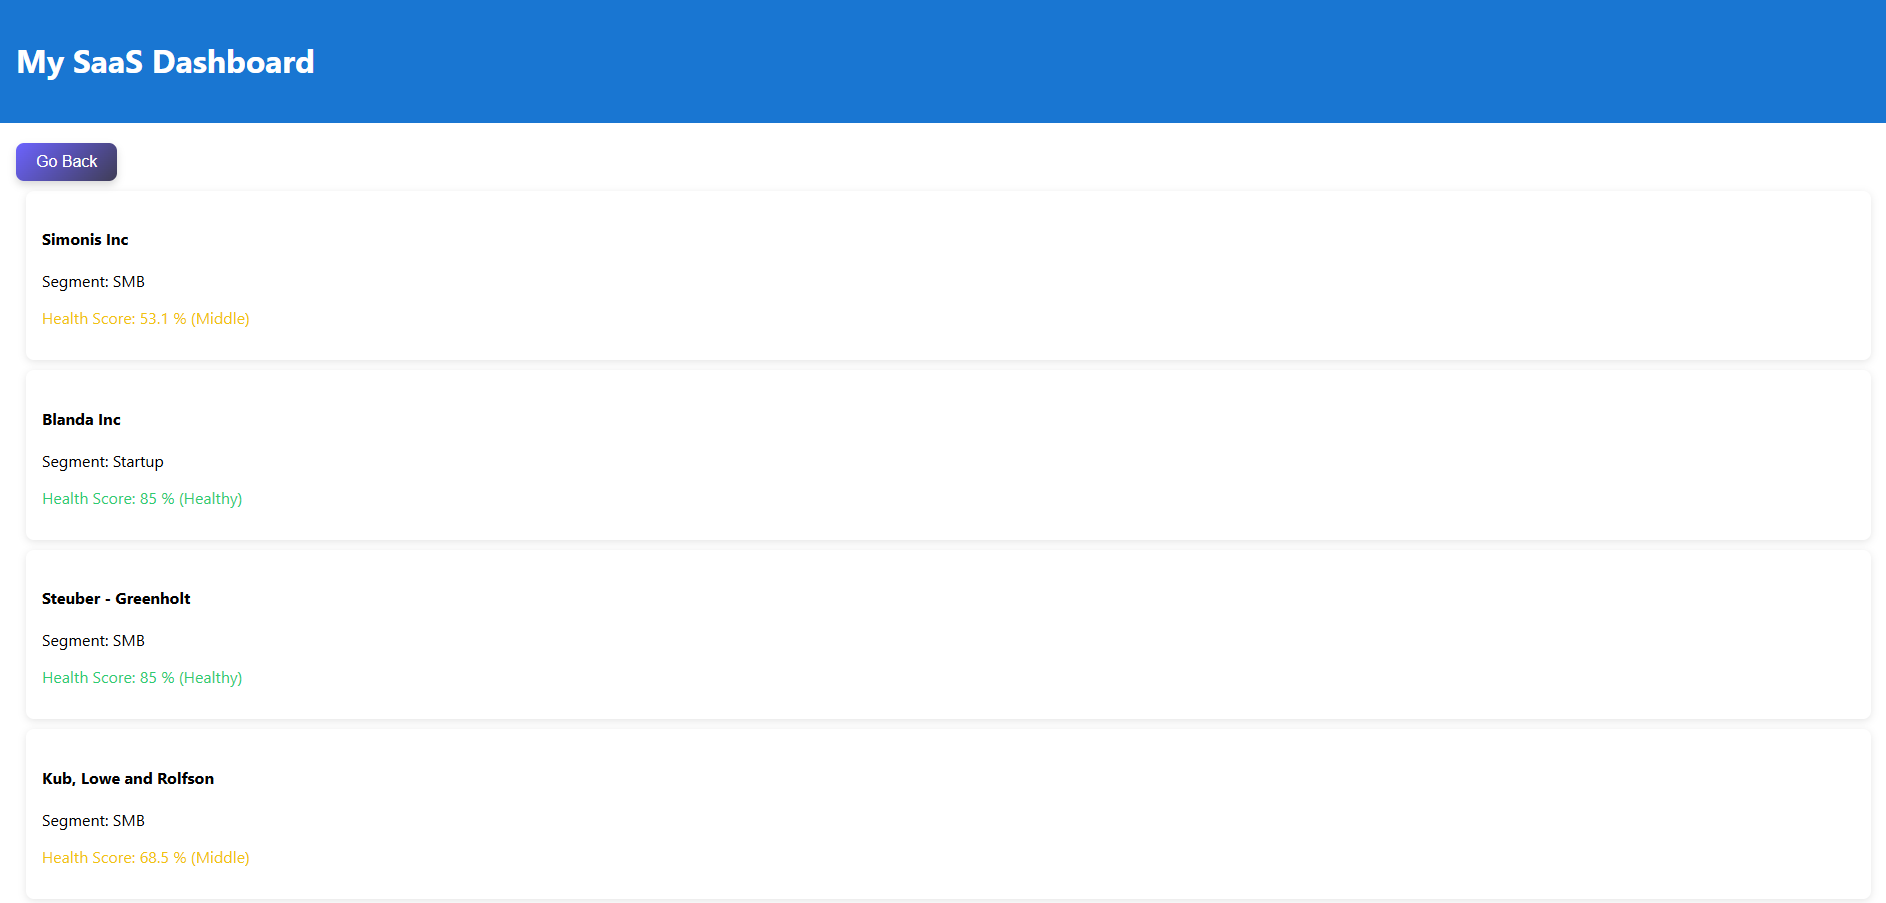 My SaaS Dashboard
Go Back
Simonis Inc
Segment: SMB
Health Score: 53.1 % (Middle)
Blanda Inc
Segment: Startup
Health Score: 85 % (Healthy)
Steuber - Greenholt
Segment: SMB
Health Score: 85 % (Healthy)
Kub, Lowe and Rolfson
Segment: SMB
Health Score: 68.5 % (Middle)